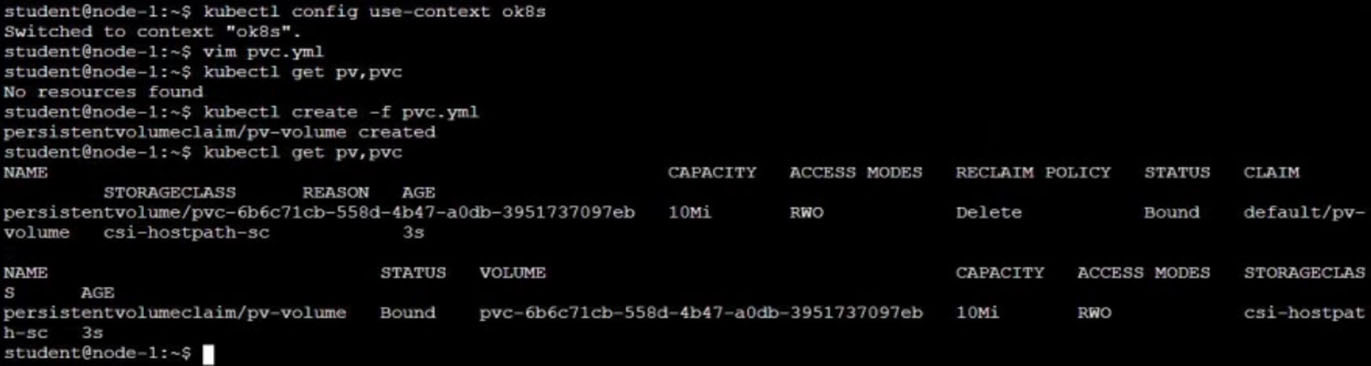 student@node-1:~$ kubectl config use-context ok8s
Switched to context "ok8s".
student@node-1:~$ vim pvc.yml
student@node-1:~$ kubectl get pv,pvc
No resources found
student@node-1:~$ kubectl create -f pvc.yml
persistentvolumeclaim/pv-volume created
student@node-1:~$ kubectl get pv,pvc
NAME CAPACITY ACCESS MODES RECLAIM POLICY STATUS CLAIM
STORAGECLASS REASON AGE
persistentvolume/pvc-6b6c71cb-558d-4b47-a0db-3951737097eb 10Mi RWO Delete Bound default/pv-
volume csi-hostpath-sc 3s
NAME STATUS VOLUME CAPACITY ACCESS MODES STORAGECLAS
S AGE
persistentvolumeclaim/pv-volume Bound pvc-6b6c71cb-558d-4b47-a0db-3951737097eb 10Mi RWO csi-hostpat
h-sc 3s
student@node-1:~$